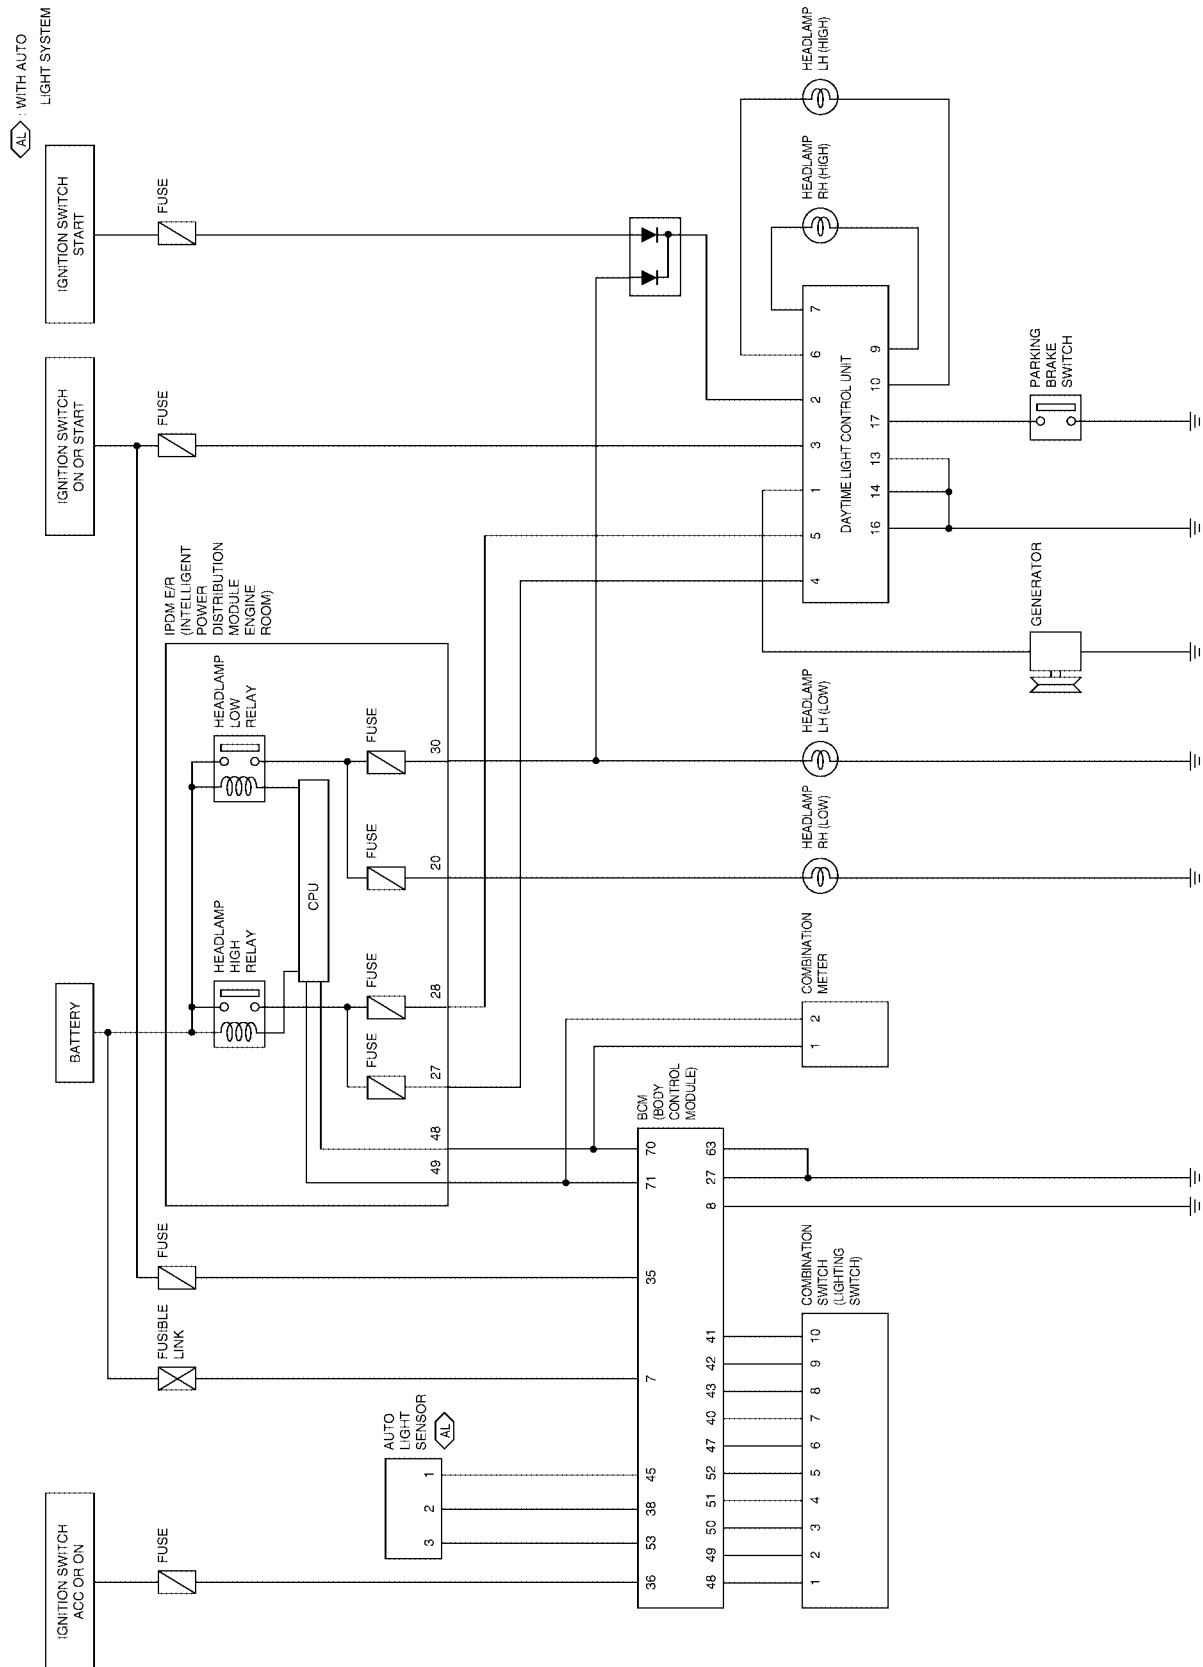 AL : WITH AUTO
LIGHT SYSTEM
IGNITION SWITCH
ACC OR ON
FUSE
BATTERY
IGNITION SWITCH
ON OR START
IGNITION SWITCH
START
FUSIBLE
LINK
FUSE
FUSE
FUSE
IPDM E/R
(INTELLIGENT
POWER
DISTRIBUTION
MODULE
ENGINE
ROOM)
HEADLAMP
HIGH
RELAY
HEADLAMP
LOW
RELAY
CPU
FUSE
FUSE
FUSE
FUSE
49 48 27 28 20 30
AUTO
LIGHT
SENSOR
AL
3 2 1
BCM
(BODY
CONTROL
MODULE)
36 53 38 45 7 35 71 70
48 49 50 51 52 47 40 43 42 41 8 27 63
COMBINATION
SWITCH
(LIGHTING
SWITCH)
1 2 3 4 5 6 7 8 9 10
COMBINATION
METER
1 2
HEADLAMP
RH (LOW)
HEADLAMP
LH (LOW)
GENERATOR
DAYTIME LIGHT CONTROL UNIT
4 5 1 3 2 6 7
16 14 13 17 10 9
PARKING
BRAKE
SWITCH
HEADLAMP
RH (HIGH)
HEADLAMP
LH (HIGH)